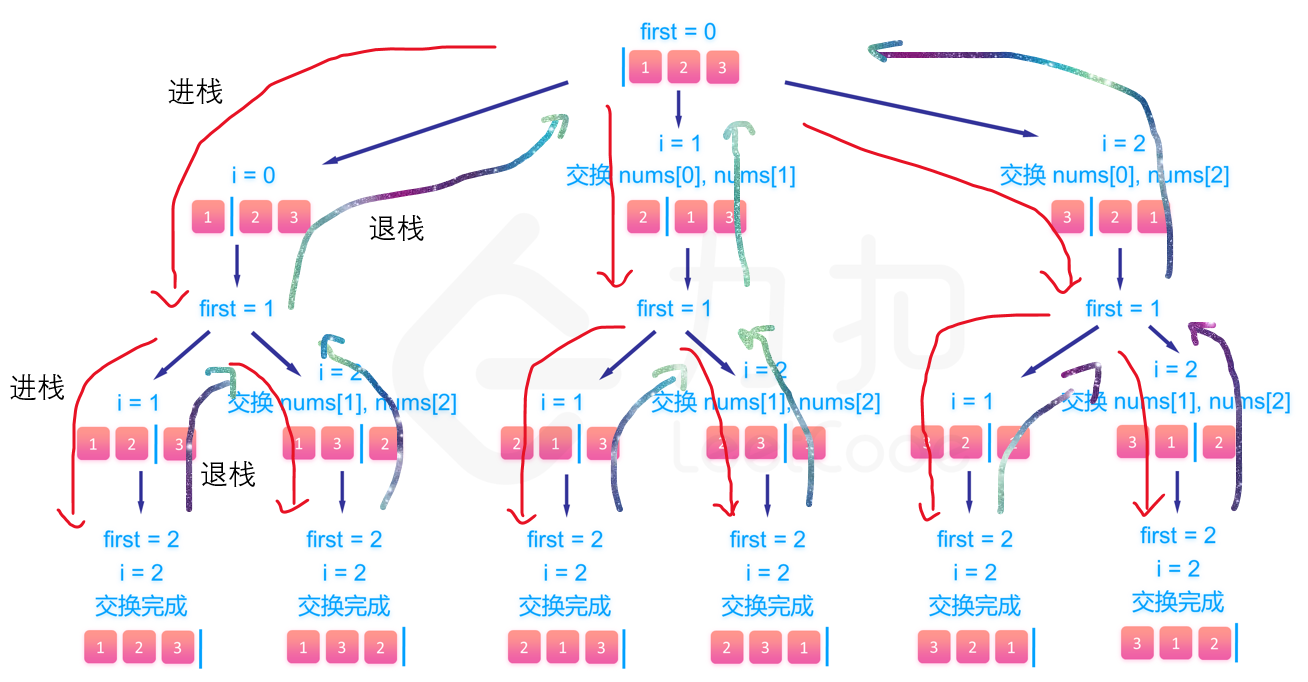 first = 0
1 2 3
进栈
i = 0
1 2 3
退栈
i = 1
交换 nums[0], nums[1]
2 1 3
i = 2
交换 nums[0], nums[2]
3 2 1
first = 1
first = 1
first = 1
进栈
i = 1
1 2 3
退栈
i = 2
交换 nums[1], nums[2]
1 3 2
i = 1
2 1 3
i = 2
交换 nums[1], nums[2]
2 3
i = 1
3 2
i = 2
交换 nums[1], nums[2]
3 1 2
first = 2
i = 2
交换完成
1 2 3
first = 2
i = 2
交换完成
1 3 2
first = 2
i = 2
交换完成
2 1 3
first = 2
i = 2
交换完成
2 3 1
first = 2
i = 2
交换完成
3 2 1
first = 2
i = 2
交换完成
3 1 2
力扣
LeetCode